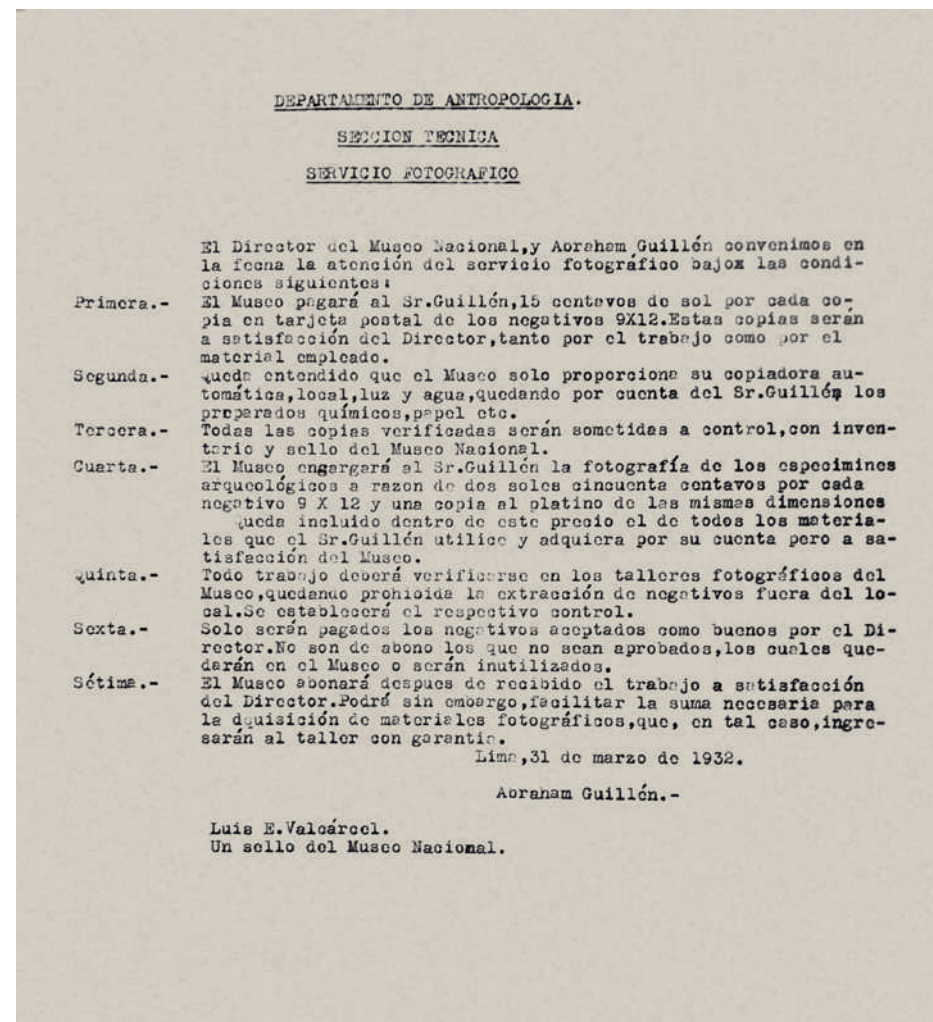 DEPARTAMENTO DE ANTROPOLOGIA.
SECCION TECNICA
SERVICIO FOTOGRAFICO
El Director del Museo Nacional,y Abraham Guillén convenimos en
la fecha la atención del servicio fotográfico bajox las condi-
ciones siguientes:
Primera.- El Museo pagará al Sr.Guillén,15 centavos de sol por cada co-
pia en tarjeta postal de los negativos 9X12.Estas copias serán
a satisfacción del Director,tanto por el trabajo como por el
material empleado.
Segunda.- Queda entendido que el Museo solo proporciona su copiadora au-
tomática,local,luz y agua,quedando por cuenta del Sr.Guillén los
preparados químicos,papel etc.
Tercera.- Todas las copias verificadas serán sometidas a control,con inven-
tario y sello del Museo Nacional.
Cuarta.- El Museo engargará al Sr.Guillén la fotografía de los especimines
arqueológicos a razon de dos soles cincuenta centavos por cada
negativo 9 X 12 y una copia al platino de las mismas dimensiones
Queda incluido dentro de este precio el de todos los materia-
les que el Sr.Guillén utilice y adquiera por su cuenta pero a sa-
tisfacción del Museo.
Quinta.- Todo trabajo deberá verificarse en los talleres fotográficos del
Museo,quedando prohibida la extracción de negativos fuera del lo-
cal.Se establecerá el respectivo control.
Sexta.- Solo serán pagados los negativos aceptados como buenos por el Di-
rector.No son de abono los que no sean aprobados,los cuales que-
darán en el Museo o serán inutilizados.
Sétima.- El Museo abonará despues de recibido el trabajo a satisfacción
del Director.Podrá sin embargo,facilitar la suma necesaria para
la dquisición de materiales fotográficos,que, en tal caso,ingre-
sarán al taller con garantia.
Lima,31 de marzo de 1932.
Abraham Guillén.-
Luis E.Valcárcel.
Un sello del Museo Nacional.